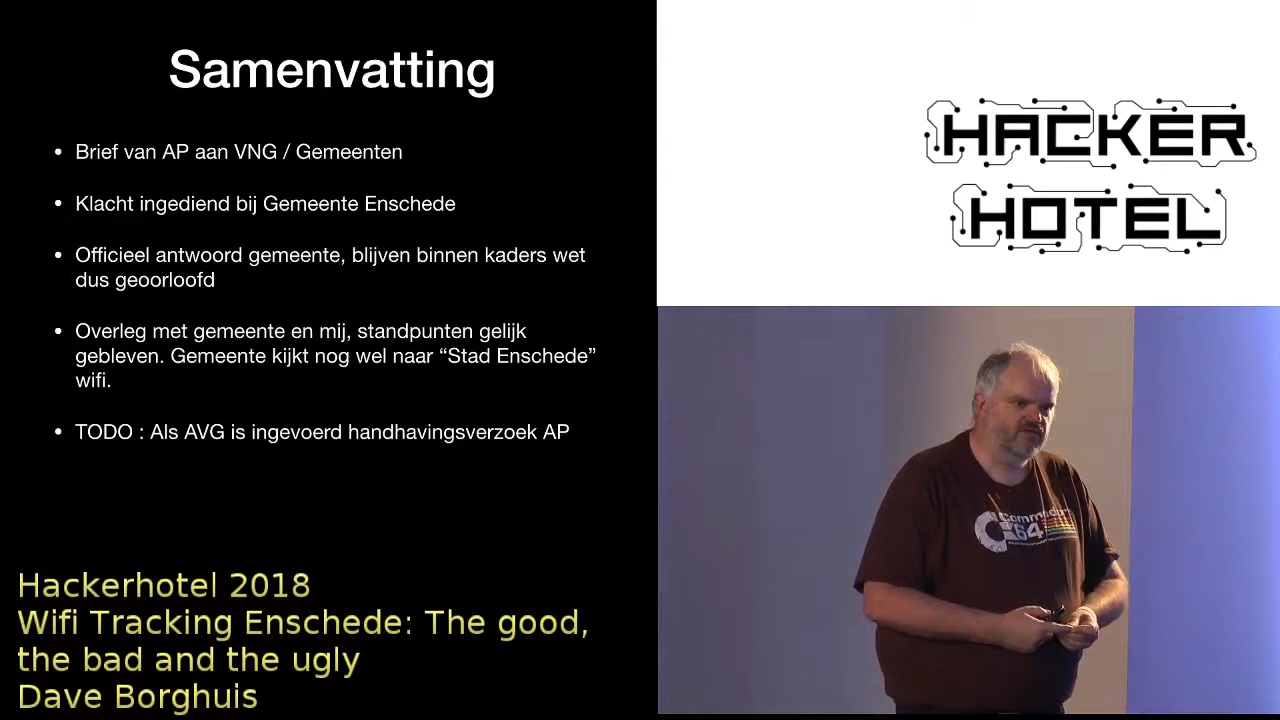 Samenvatting
• Brief van AP aan VNG / Gemeenten
• Klacht ingediend bij Gemeente Enschede
• Officieel antwoord gemeente, blijven binnen kaders wet
dus geoorloofd
• Overleg met gemeente en mij, standpunten gelijk
gebleven. Gemeente kijkt nog wel naar “Stad Enschede”
wifi.
• TODO : Als AVG is ingevoerd handhavingsverzoek AP
HACKER
HOTEL
Commodore
64
Hackerhotel 2018
Wifi Tracking Enschede: The good,
the bad and the ugly
Dave Borghuis